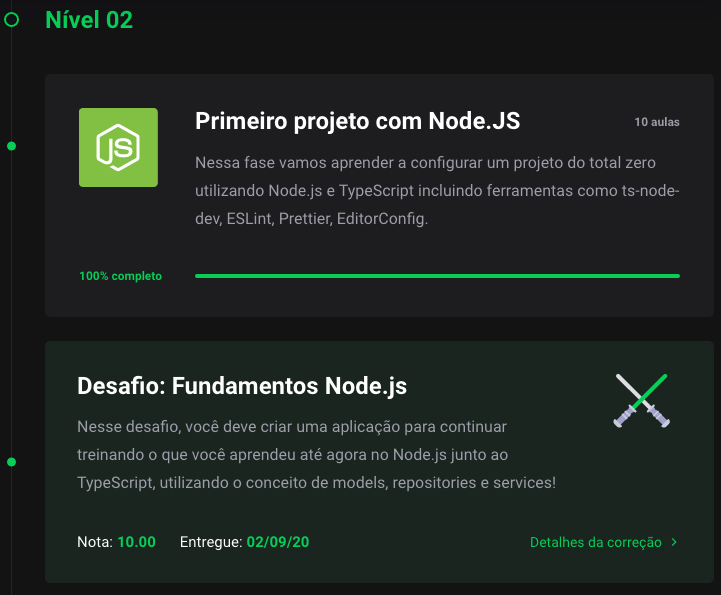 Nível 02
Primeiro projeto com Node.JS
10 aulas
Nessa fase vamos aprender a configurar um projeto do total zero
utilizando Node.js e TypeScript incluindo ferramentas como ts-node-
dev, ESLint, Prettier, EditorConfig.
JS
100% completo
Desafio: Fundamentos Node.js
Nesse desafio, você deve criar uma aplicação para continuar
treinando o que você aprendeu até agora no Node.js junto ao
TypeScript, utilizando o conceito de models, repositories e services!
Nota: 10.00 Entregue: 02/09/20 Detalhes da correção >